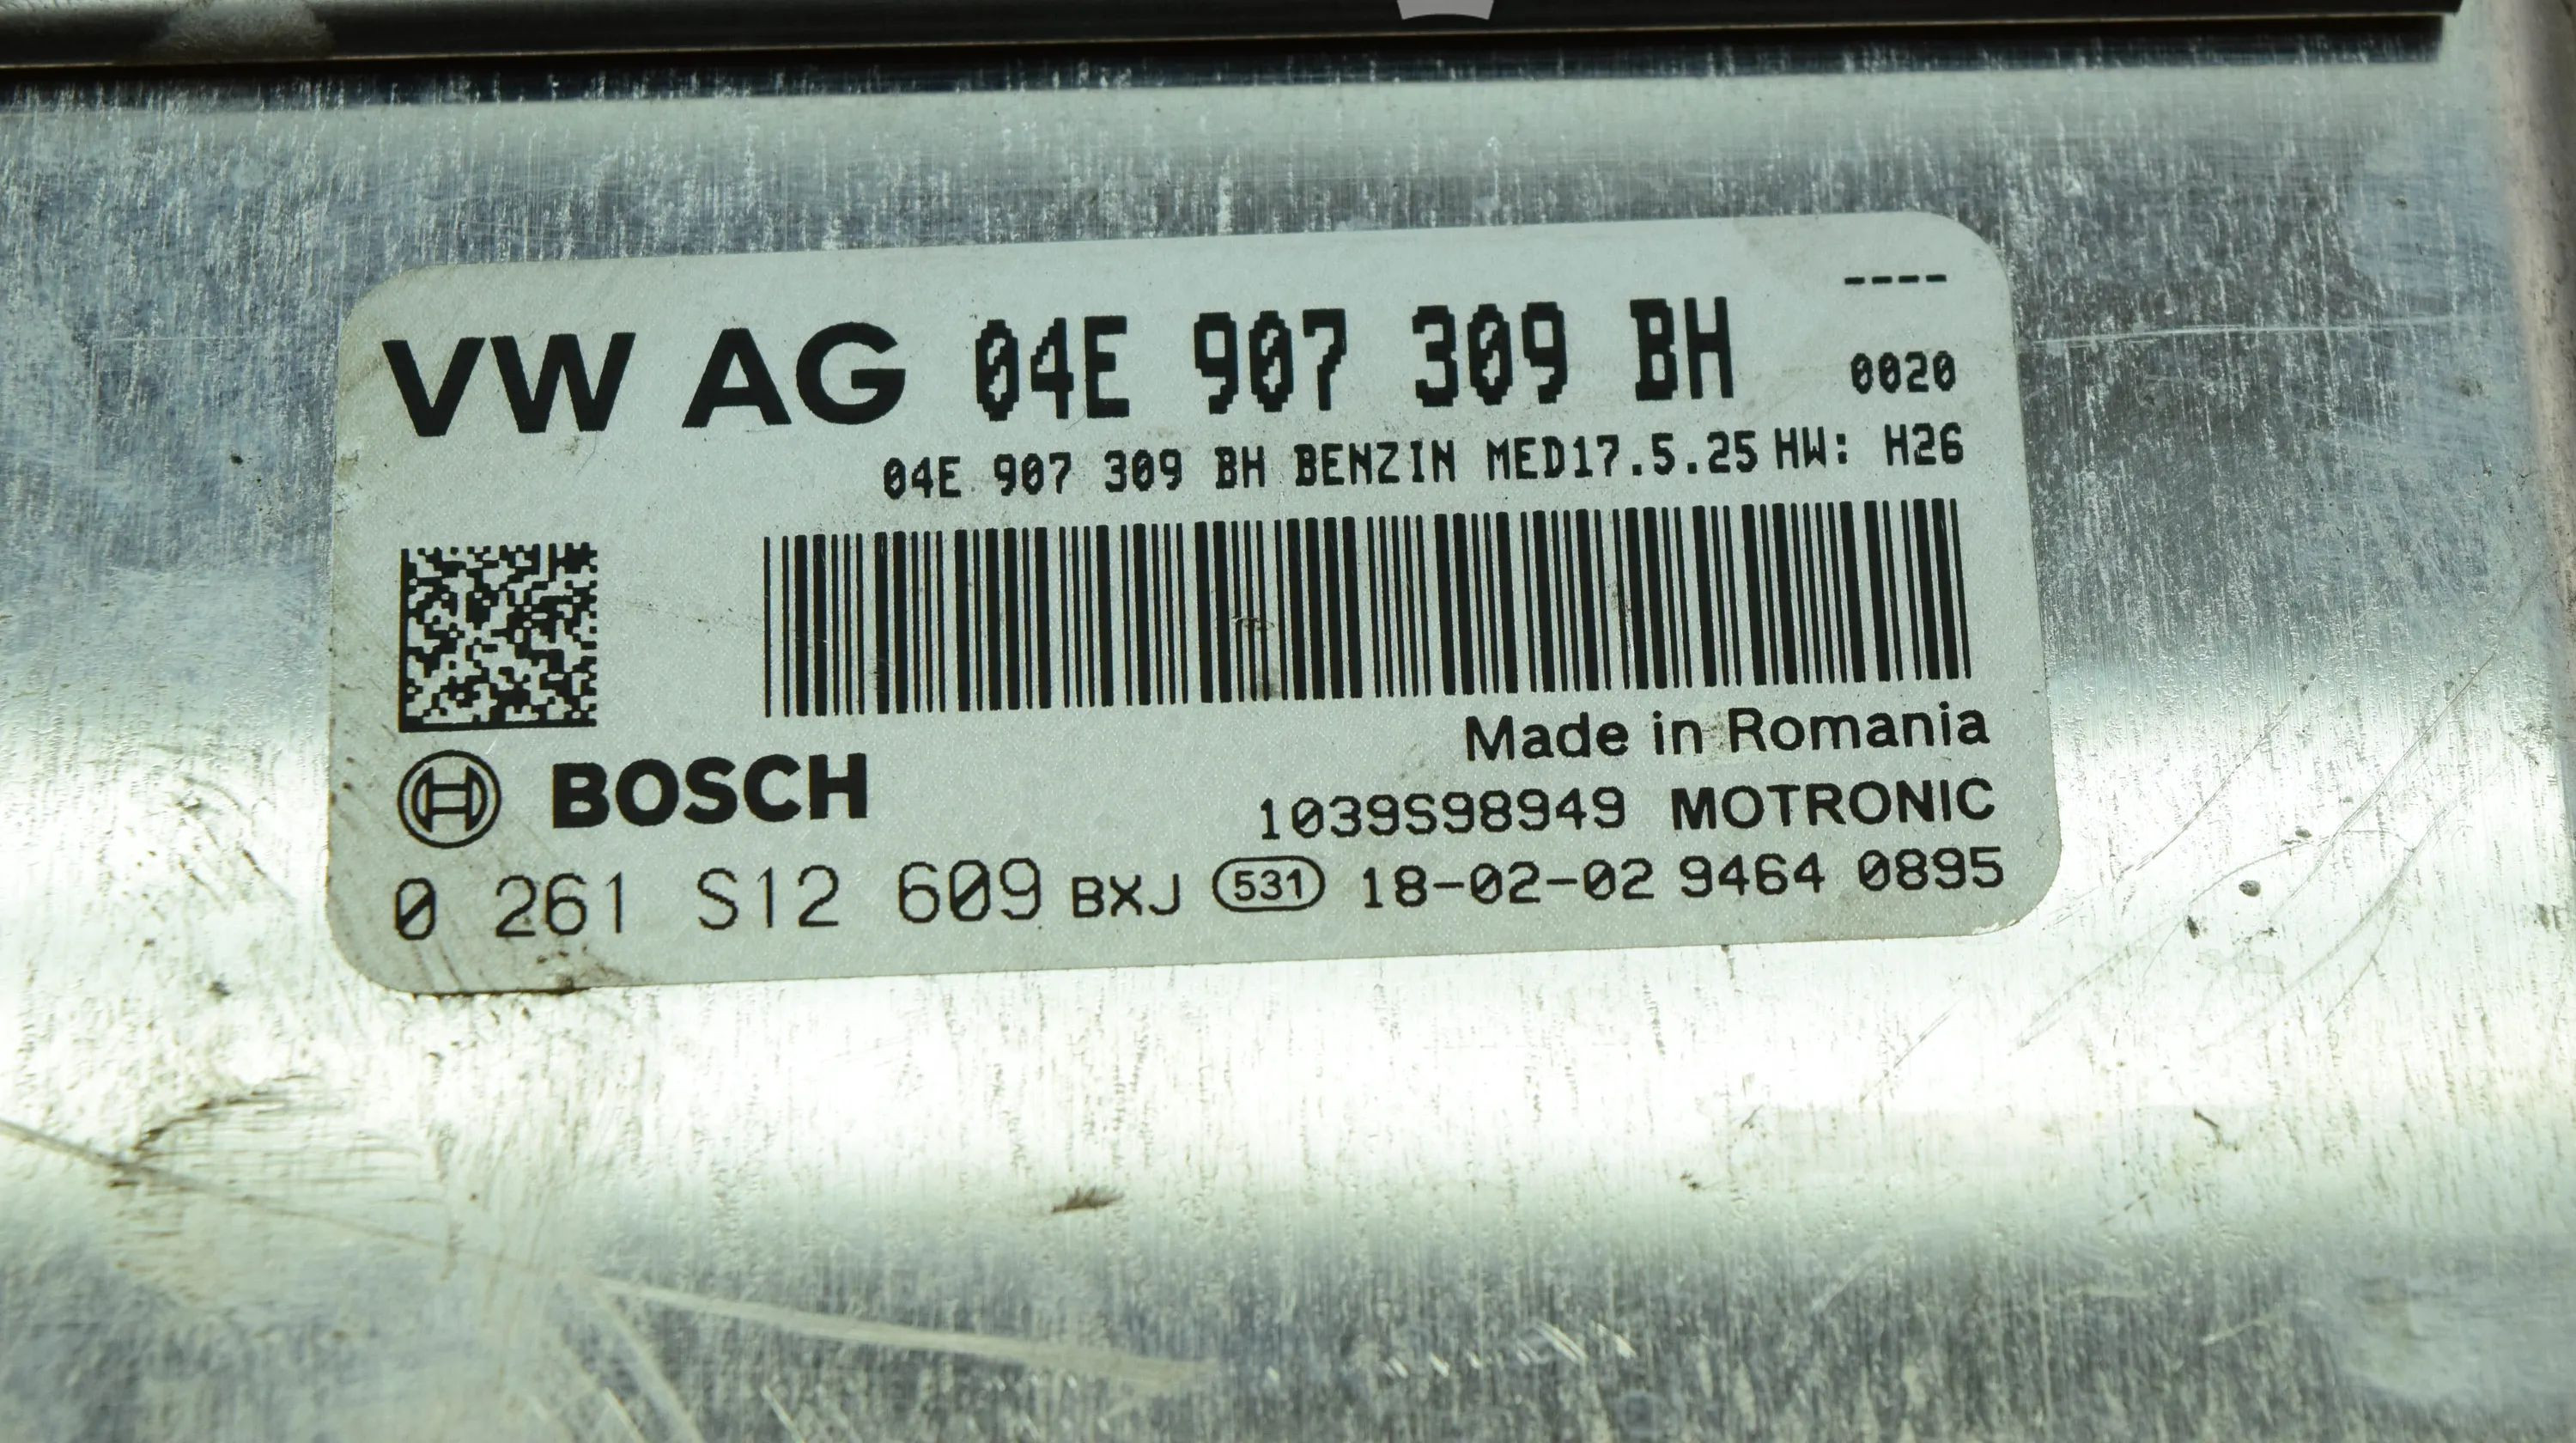 ----
VW AG 04E 907 309 BH 0020
04E 907 309 BH BENZIN MED17.5.25 HW: H26
Made in Romania
BOSCH 1039S98949 MOTRONIC
0 261 S12 609 BXJ 531 18-02-02 9464 0895